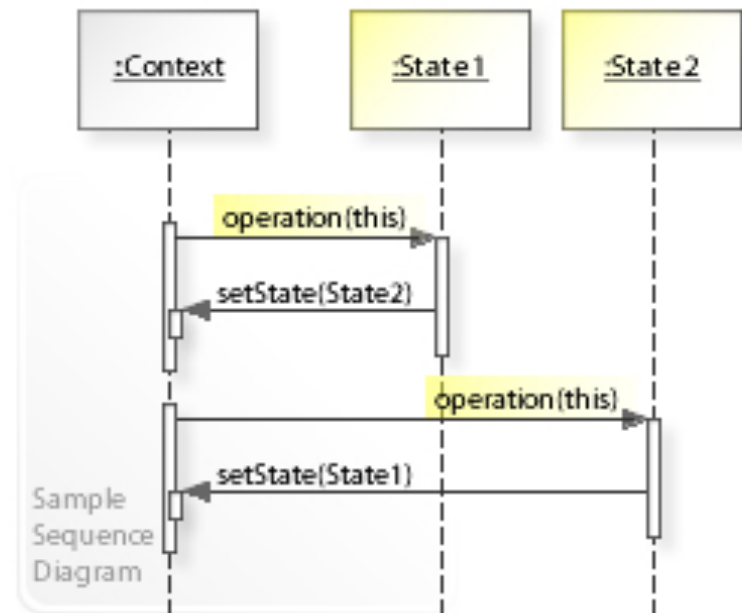 :Context
:State1
:State2
operation(this)
setState(State2)
operation(this)
setState(State1)
Sample
Sequence
Diagram